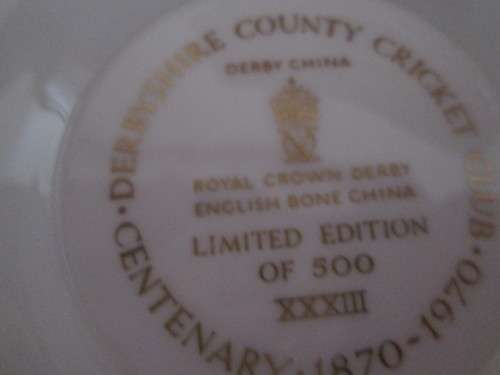 DERBYSHIRE COUNTY CRICKET CLUB
DERBY CHINA
ROYAL CROWN DERBY
ENGLISH BONE CHINA
LIMITED EDITION
OF 500
XXXIII
· CENTENARY · 1870-1970 ·